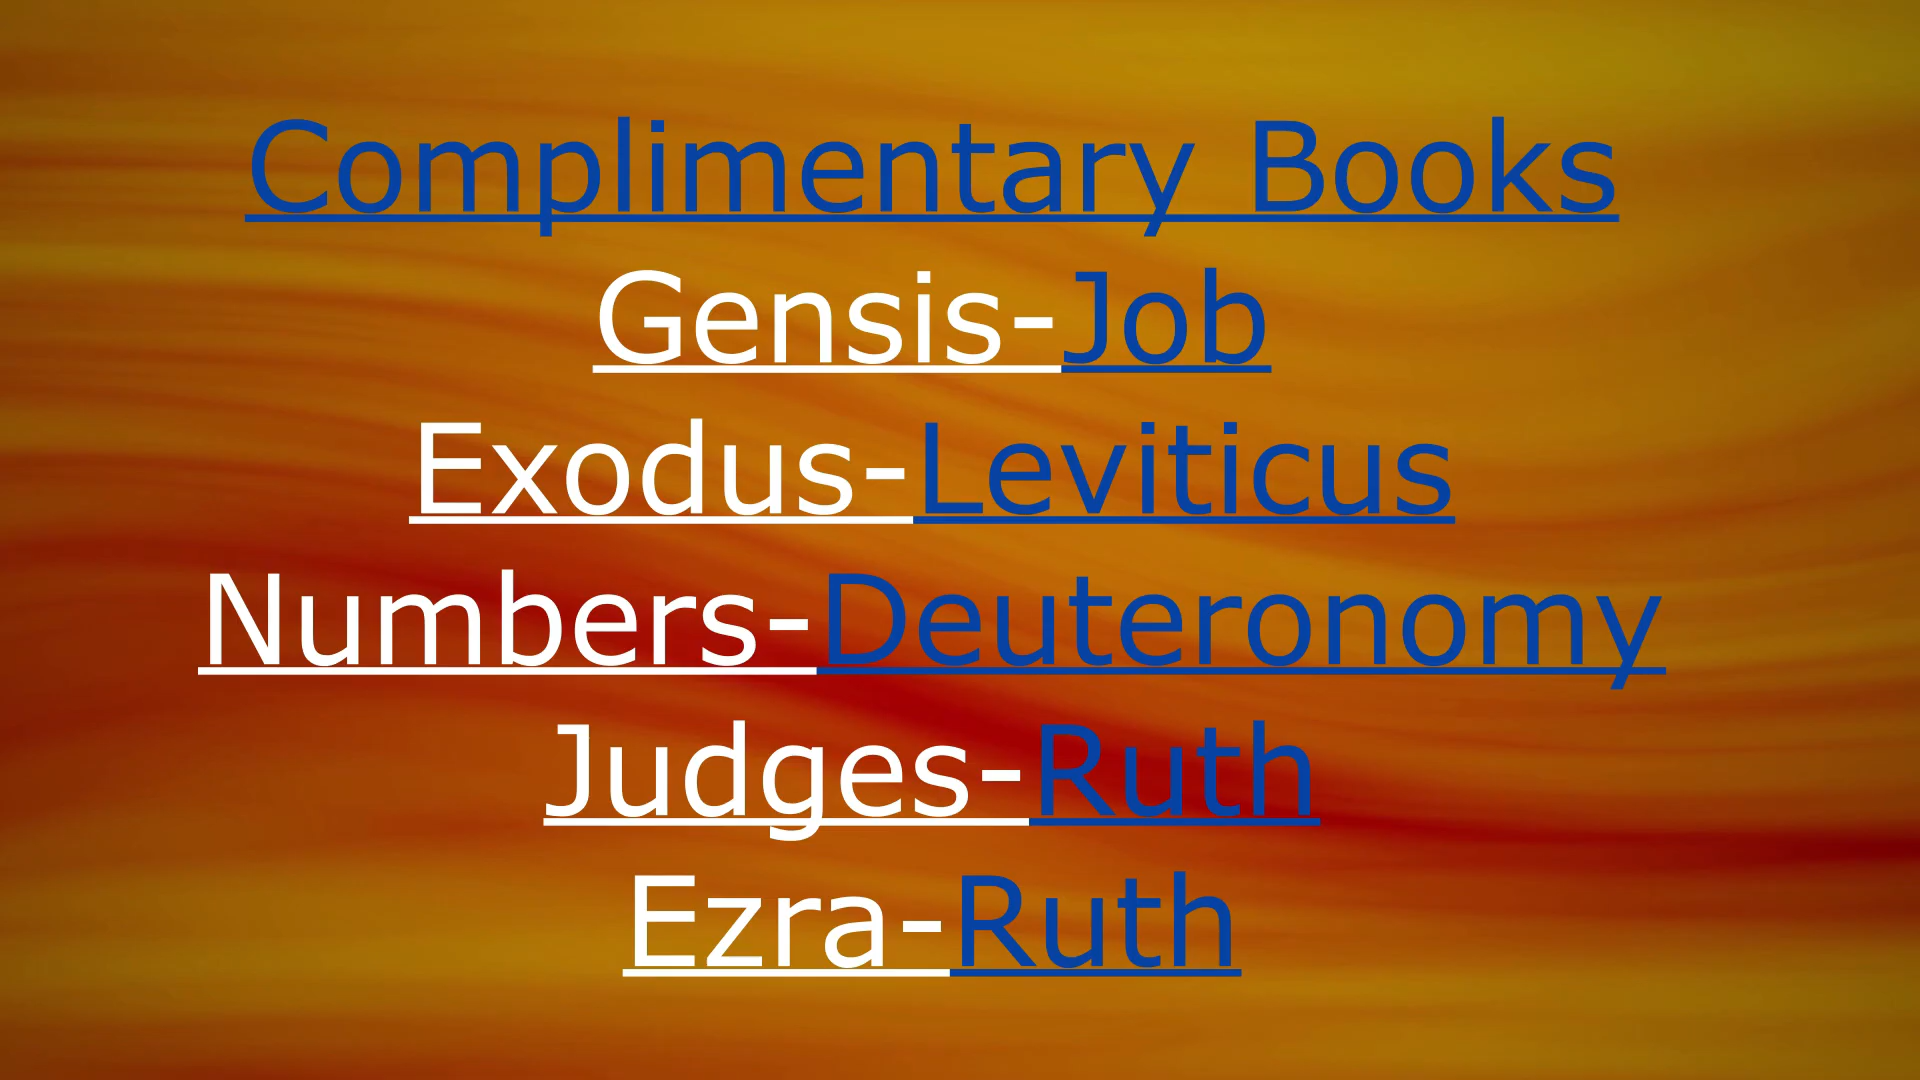 Complimentary Books
Gensis-Job
Exodus-Leviticus
Numbers-Deuteronomy
Judges-Ruth
Ezra-Ruth